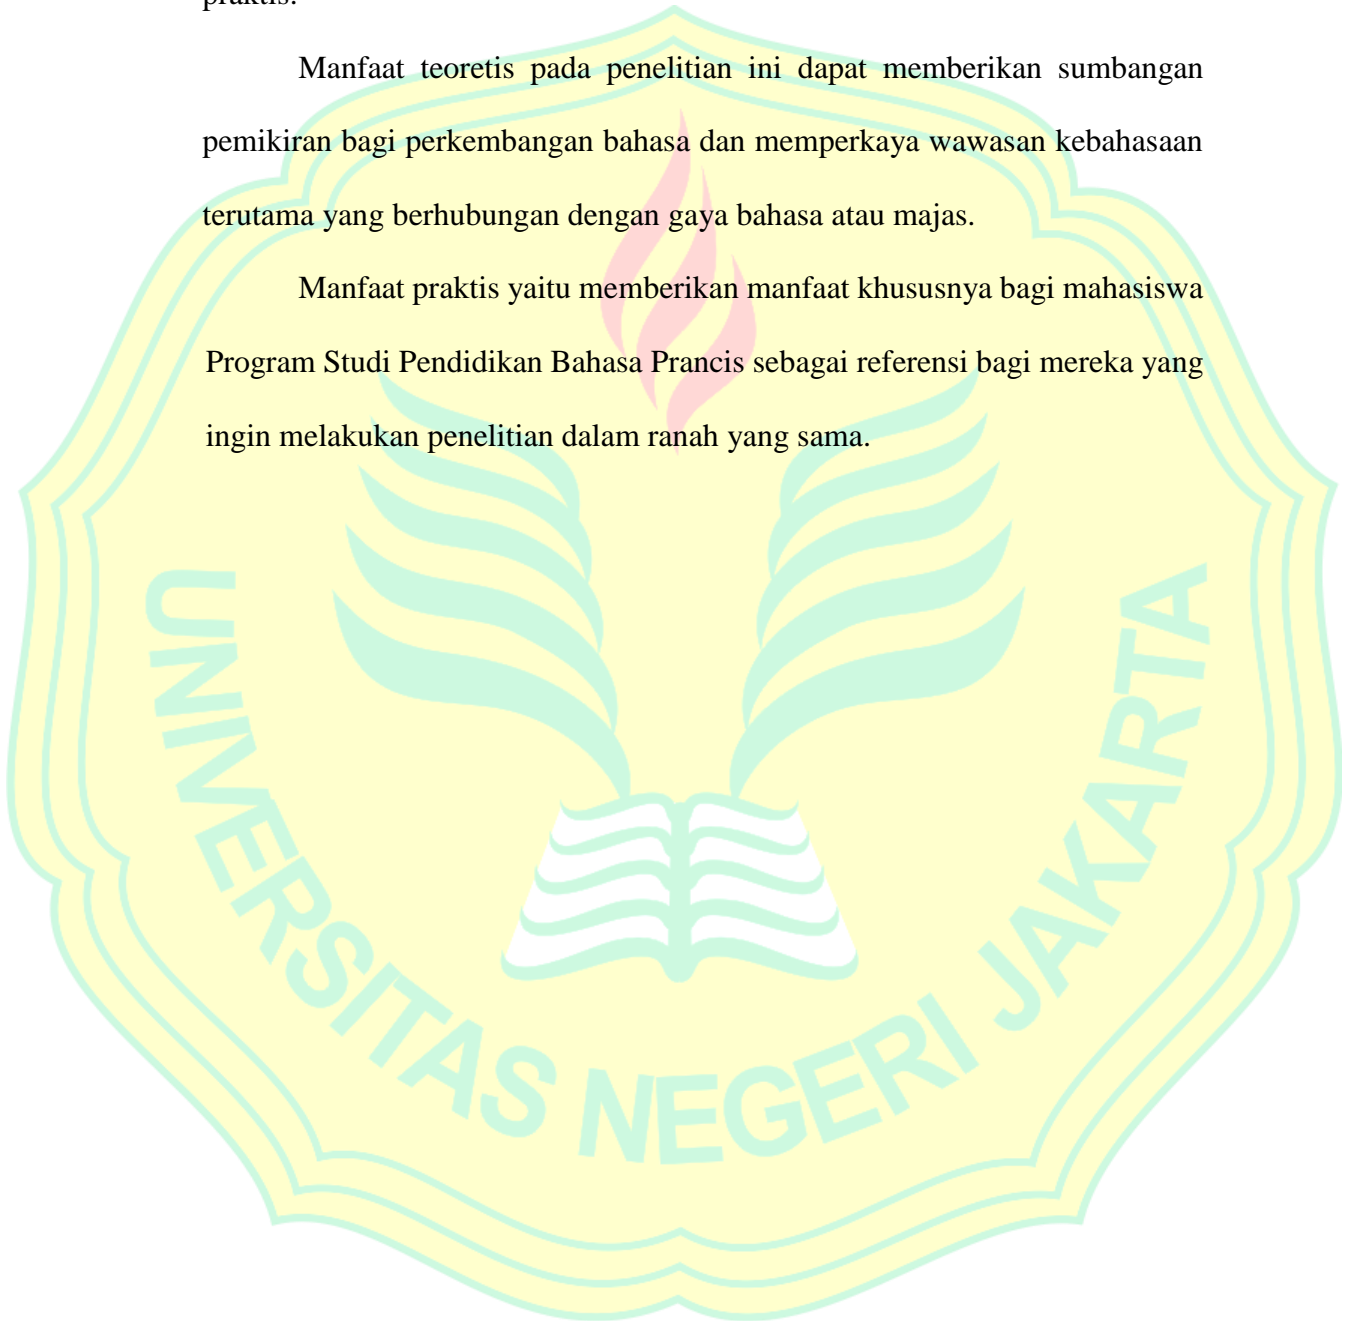 praktis.
Manfaat teoretis pada penelitian ini dapat memberikan sumbangan
pemikiran bagi perkembangan bahasa dan memperkaya wawasan kebahasaan
terutama yang berhubungan dengan gaya bahasa atau majas.
Manfaat praktis yaitu memberikan manfaat khususnya bagi mahasiswa
Program Studi Pendidikan Bahasa Prancis sebagai referensi bagi mereka yang
ingin melakukan penelitian dalam ranah yang sama.
UNIVERSITAS NEGERI JAKARTA